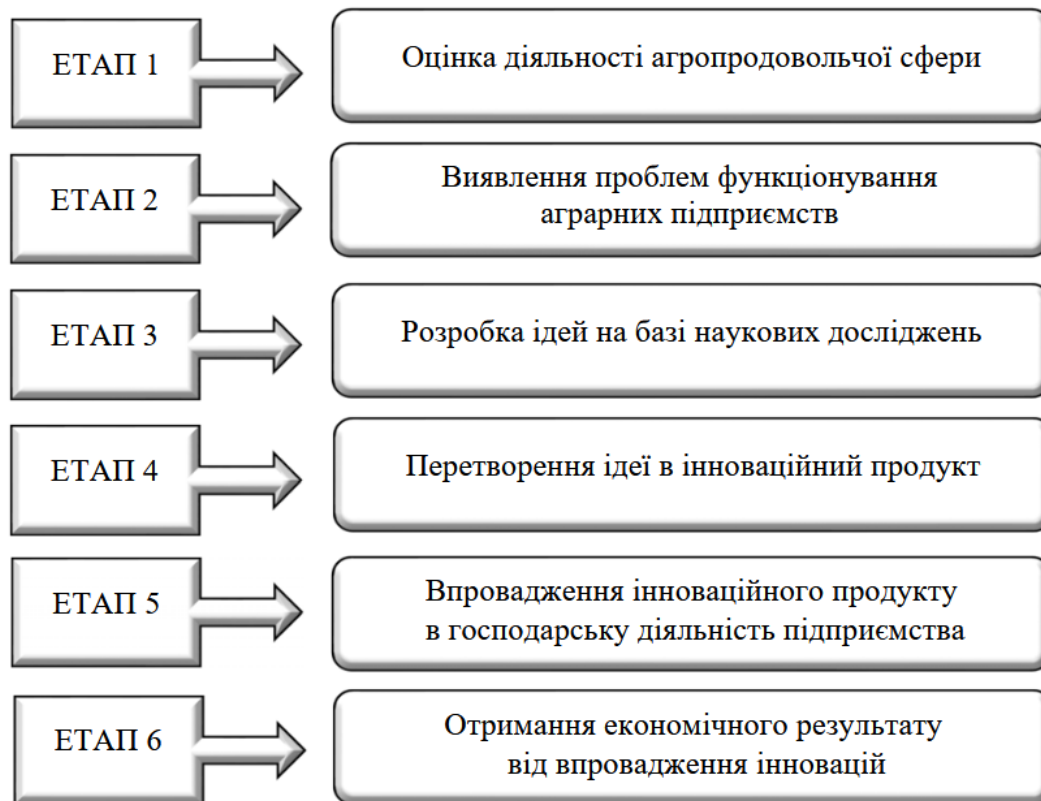 ЕТАП 1
Оцінка діяльності агропродовольчої сфери
ЕТАП 2
Виявлення проблем функціонування
аграрних підприємств
ЕТАП 3
Розробка ідей на базі наукових досліджень
ЕТАП 4
Перетворення ідеї в інноваційний продукт
ЕТАП 5
Впровадження інноваційного продукту
в господарську діяльність підприємства
ЕТАП 6
Отримання економічного результату
від впровадження інновацій